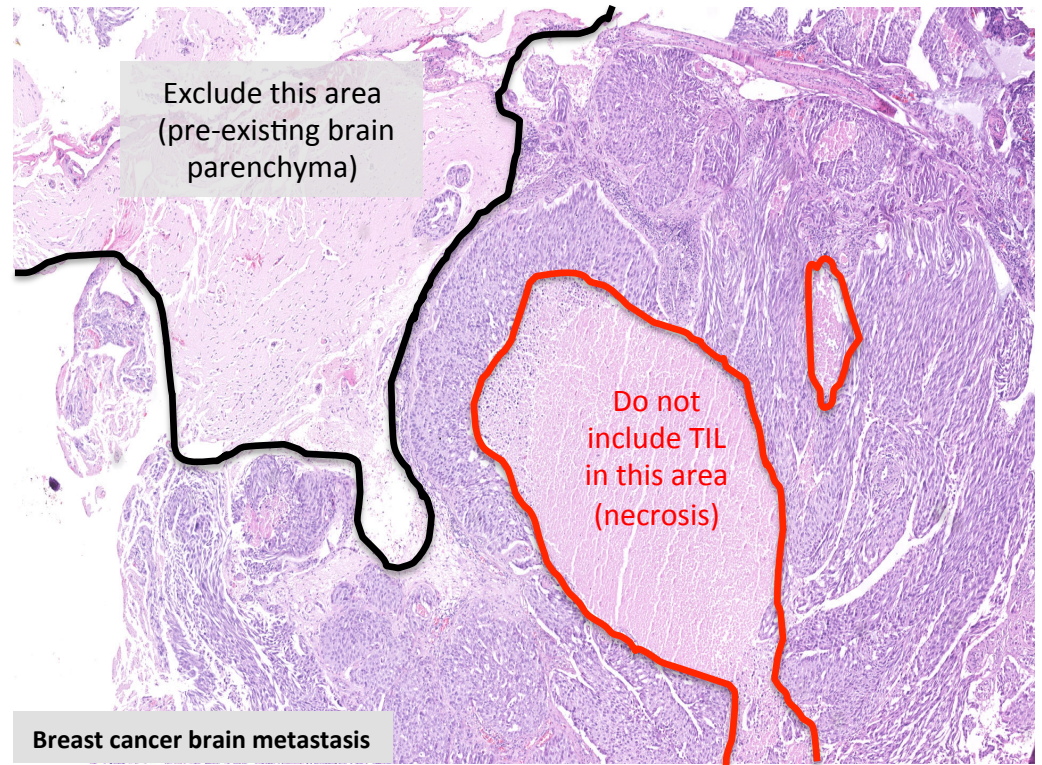 Exclude this area
(pre-existing brain
parenchyma)
Do not
include TIL
in this area
(necrosis)
Breast cancer brain metastasis